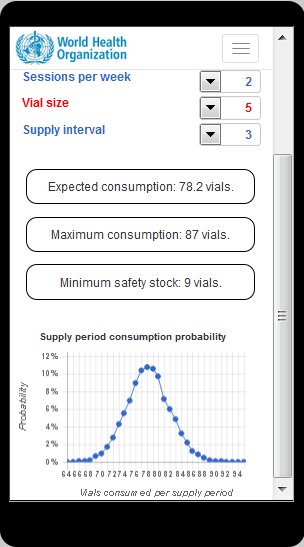 World Health
Organization
Sessions per week
2
Vial size
5
Supply interval
3
Expected consumption: 78.2 vials.
Maximum consumption: 87 vials.
Minimum safety stock: 9 vials.
Supply period consumption probability
12 %
10 %
8 %
6 %
4 %
2 %
0 %
Probability
64 66 68 70 72 74 76 78 80 82 84 86 88 90 92 94
Vials consumed per supply period